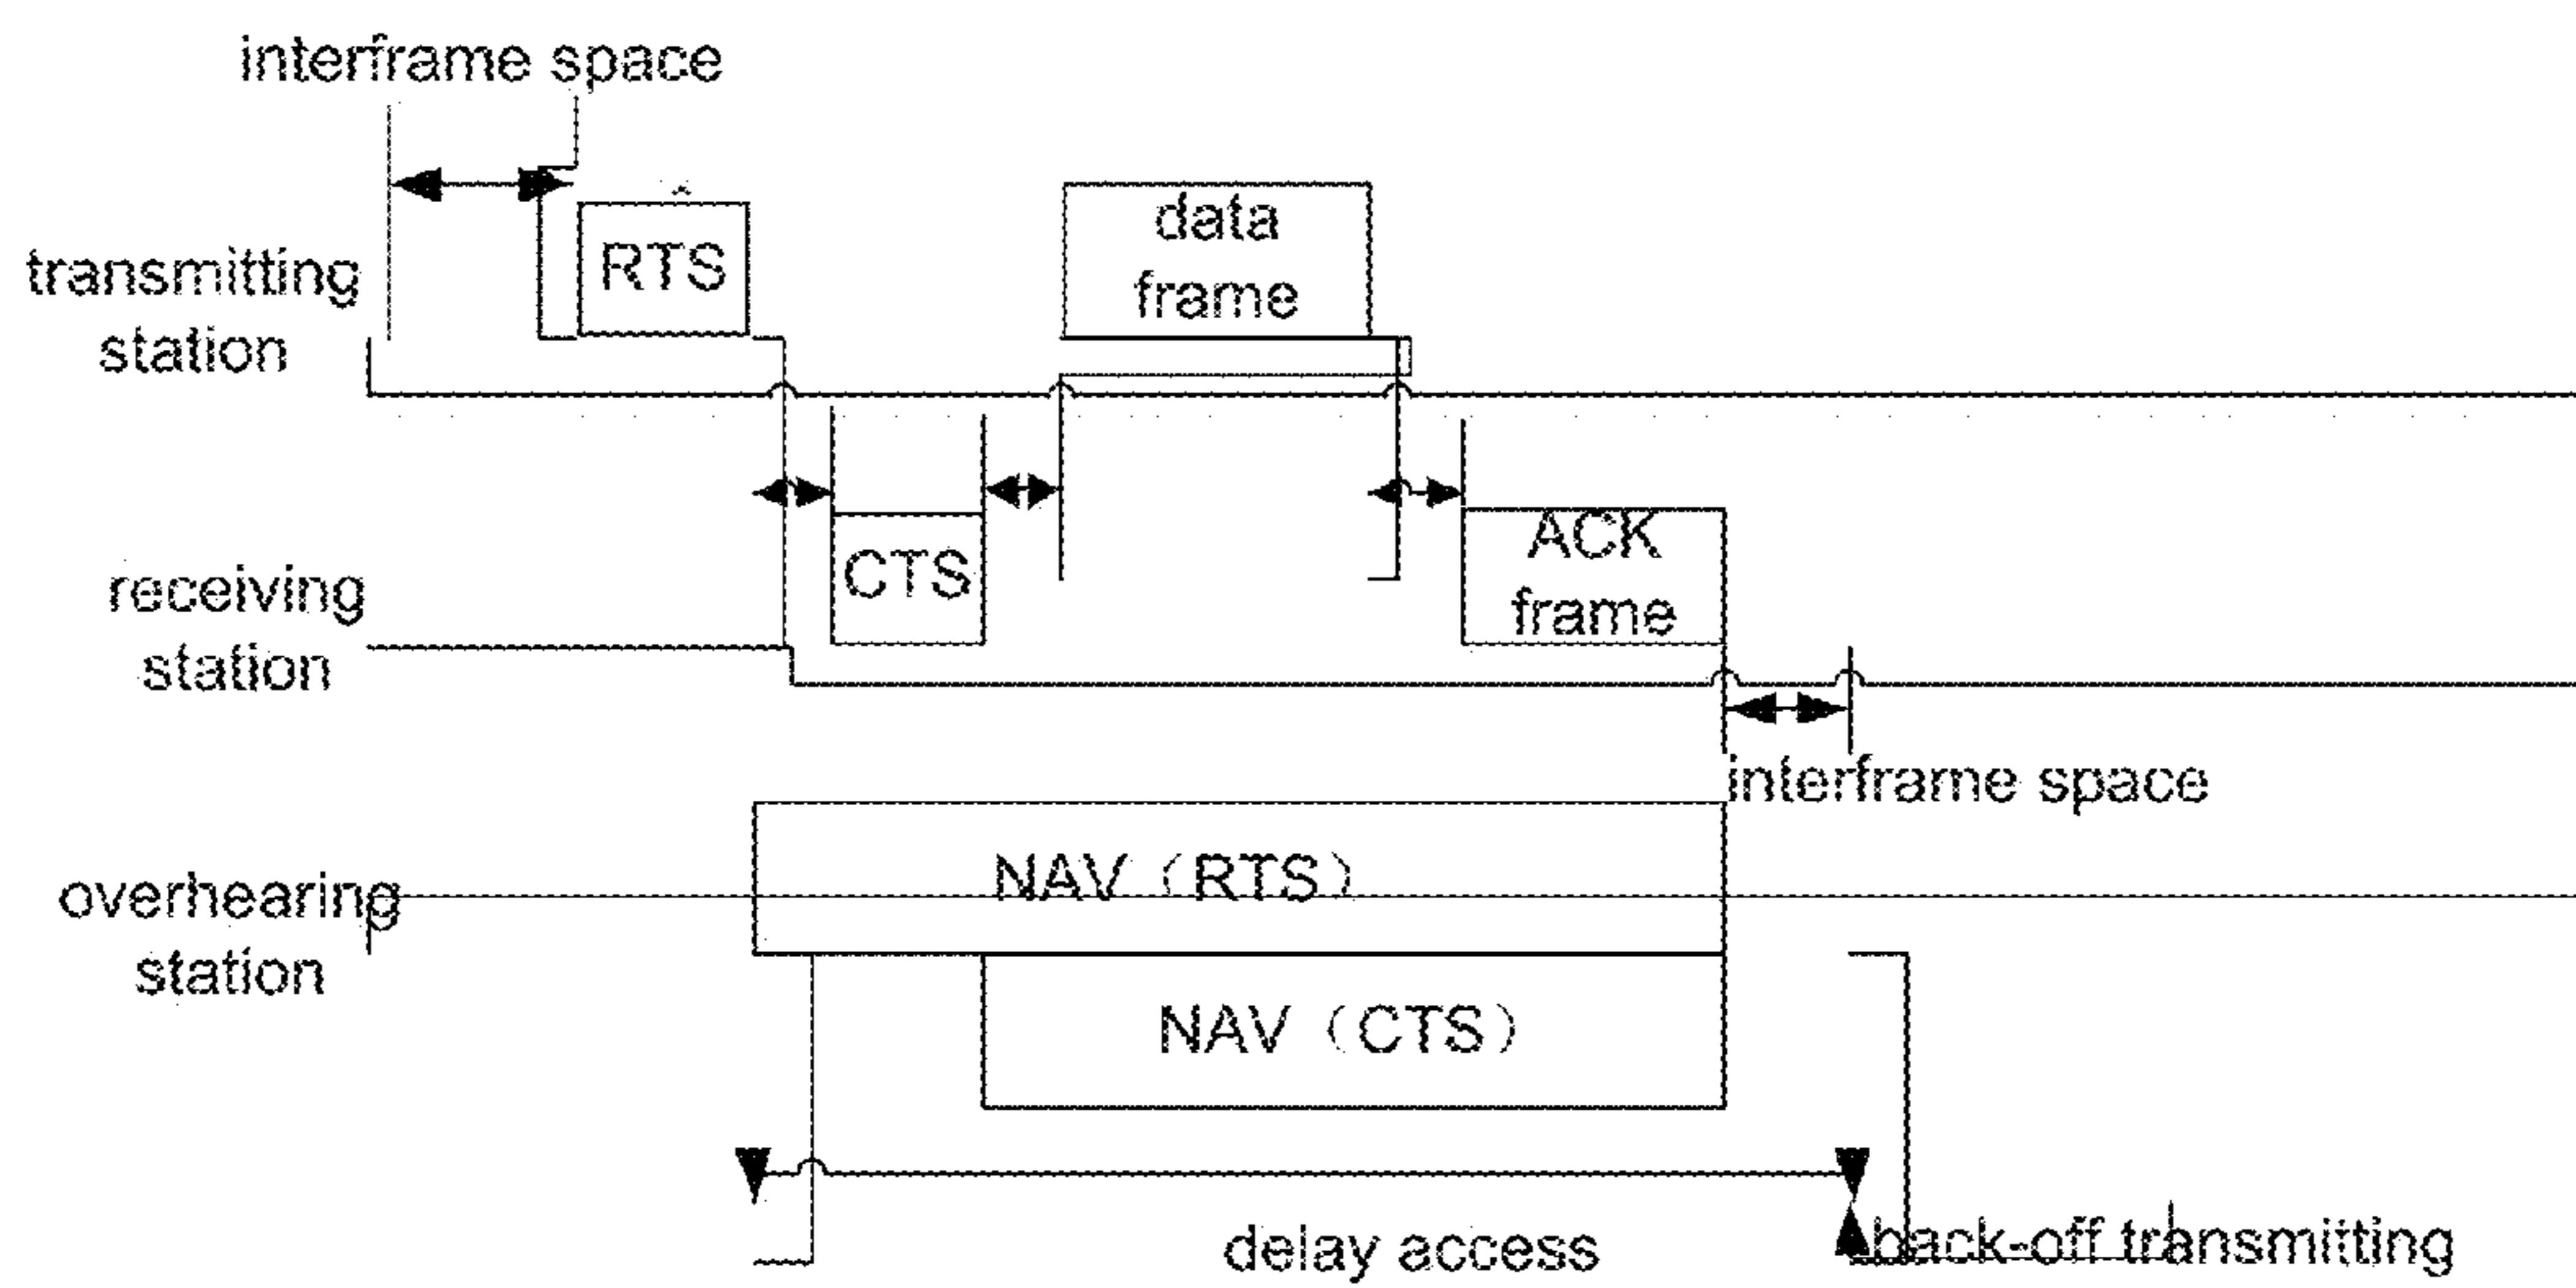 interframe space
transmitting
station
RTS
data
frame
receiving
station
CTS
ACK
frame
interframe space
overhearing
station
NAV（RTS）
NAV（CTS）
delay access
back-off transmitting